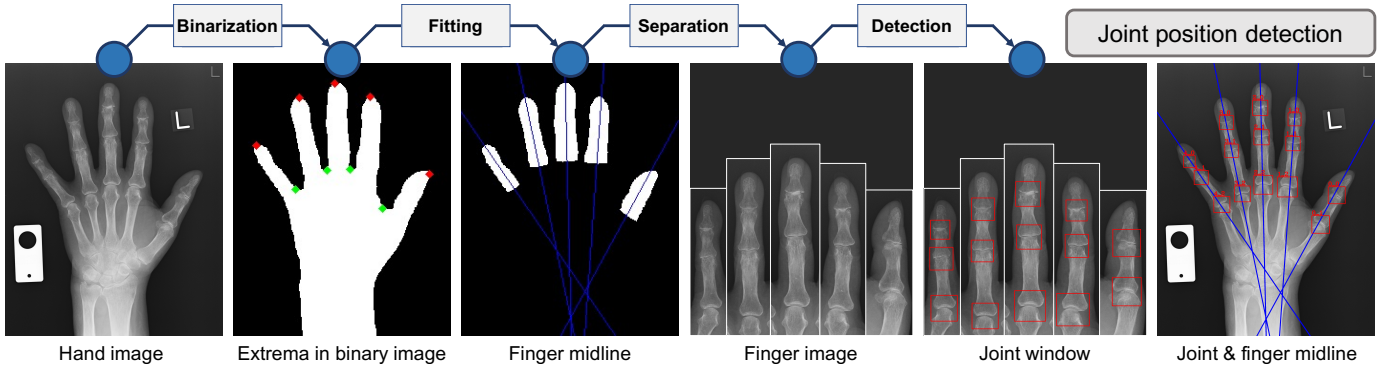 Binarization
Fitting
Separation
Detection
Joint position detection
L
L
Hand image
Extrema in binary image
Finger midline
Finger image
Joint window
Joint & finger midline